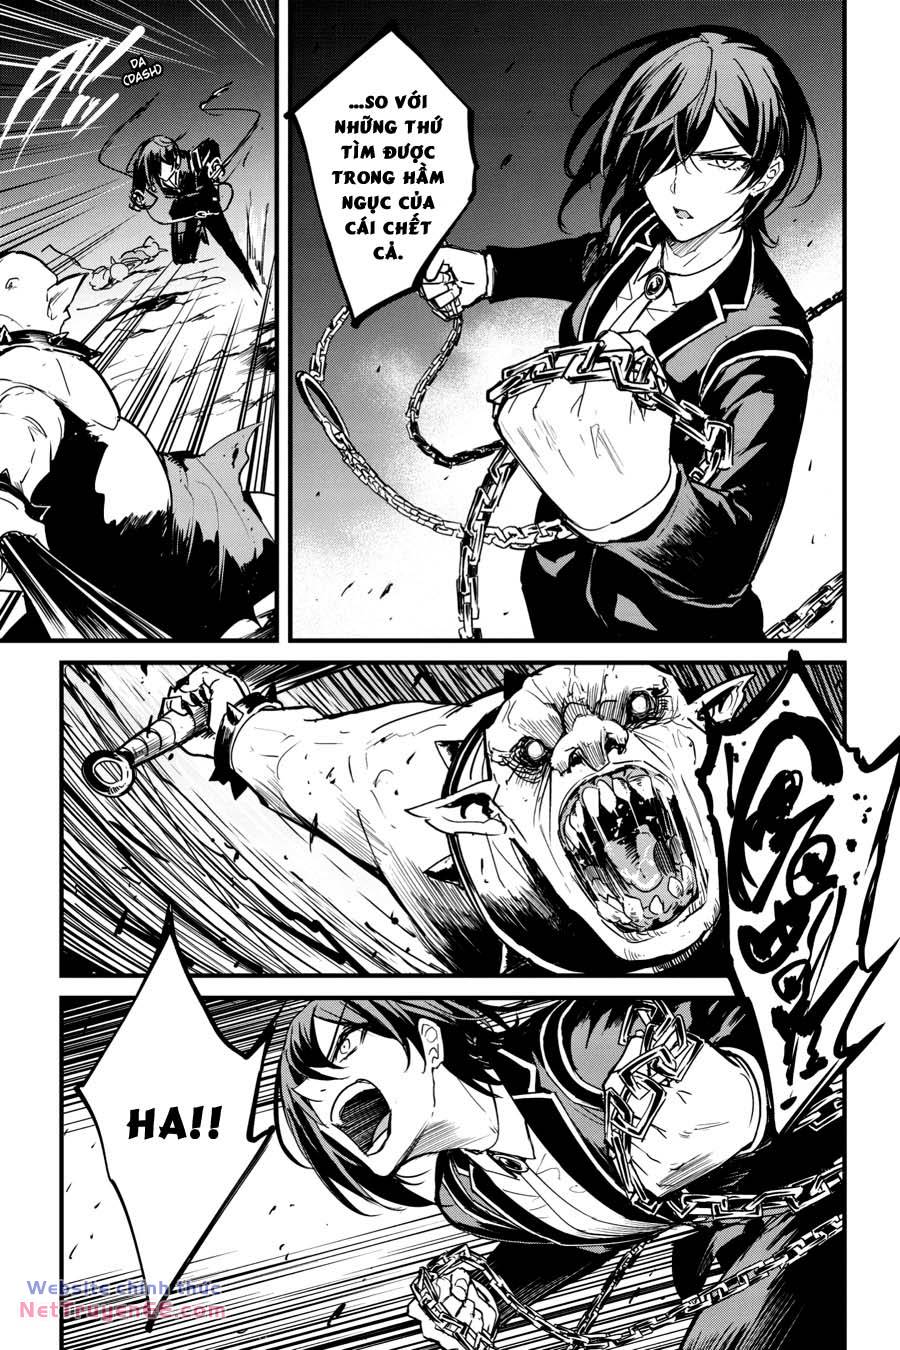 ...SO VỚI
NHỮNG THỨ
TÌM ĐƯỢC
TRONG HẦM
NGỤC CỦA
CÁI CHẾT
CẢ.
DA
(DASH)
HA!!
Website chính thức
NetTruyen68.com